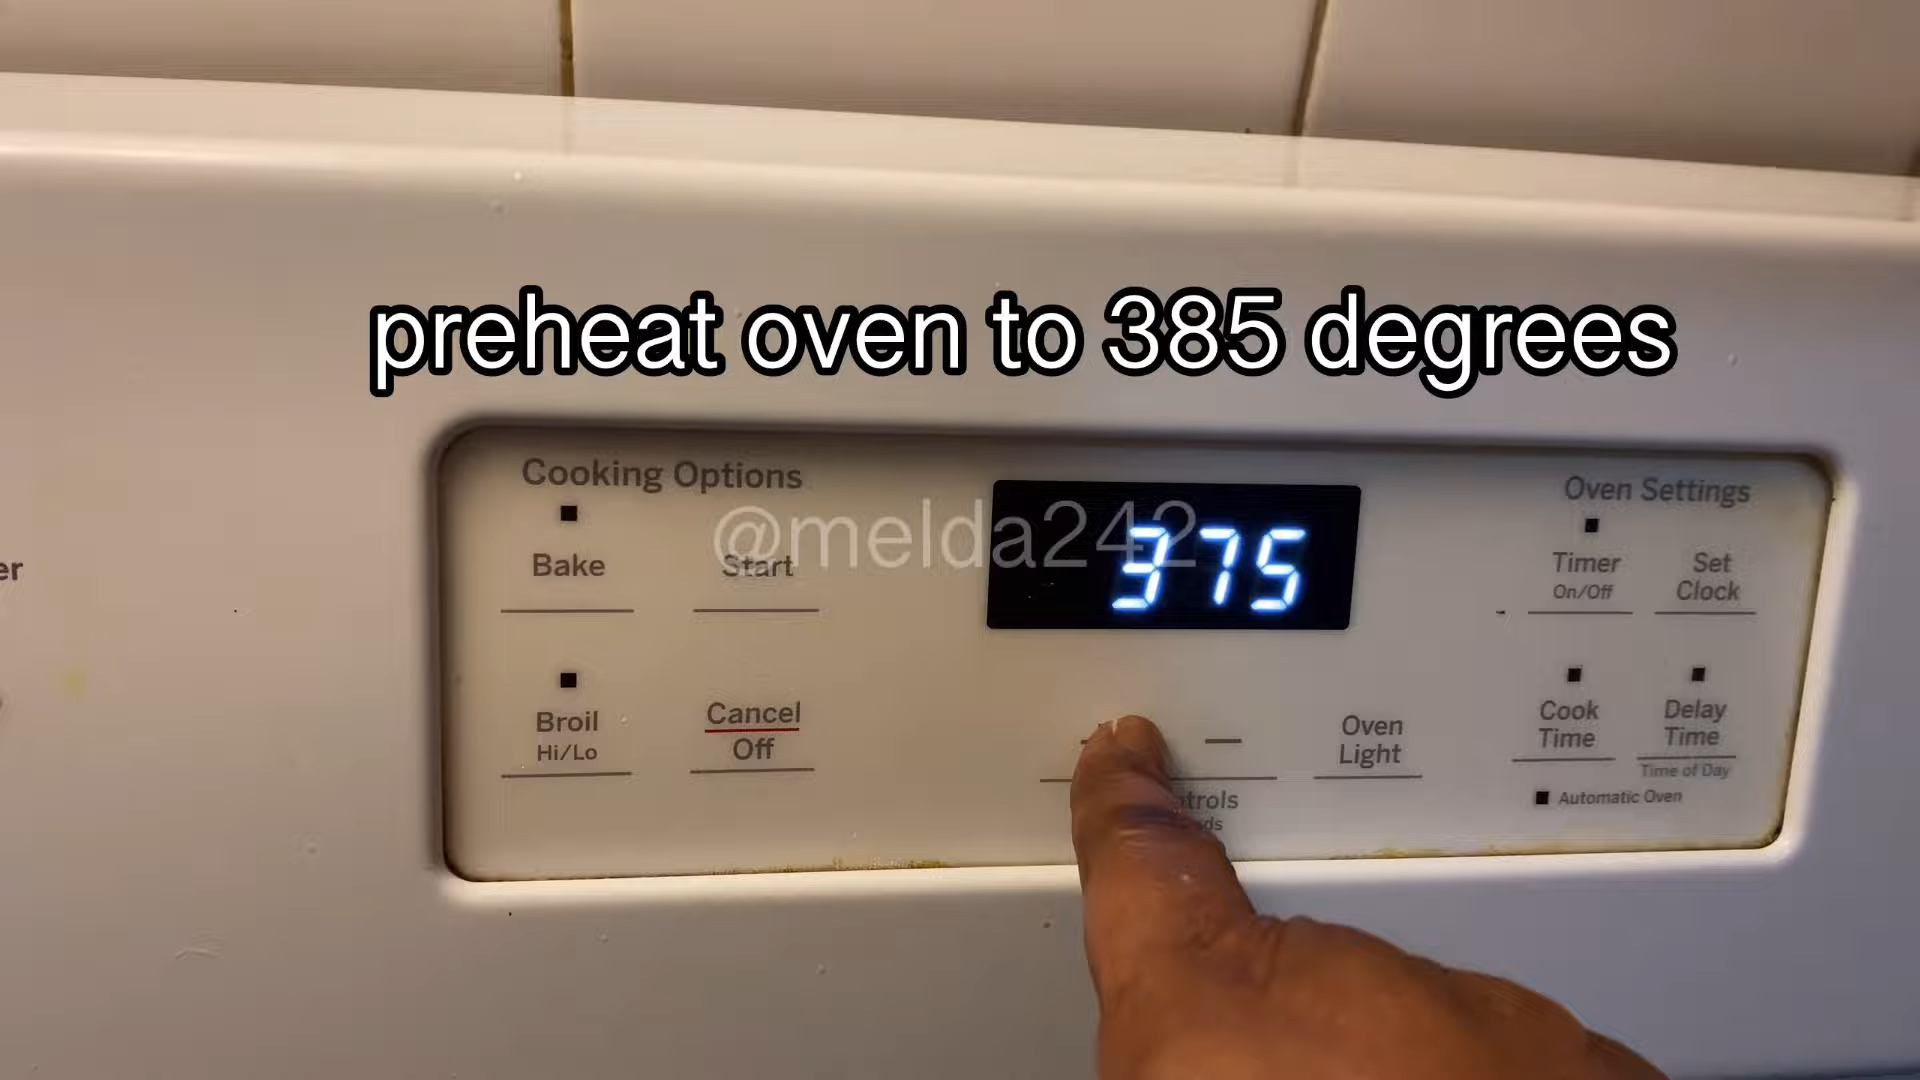 preheat oven to 385 degrees
Cooking Options
Oven Settings
@melda242
375
Bake
Start
Timer
On/Off
Set
Clock
Broil
Hi/Lo
Cancel
Off
Oven
Light
Cook
Time
Delay
Time
Time of Day
Automatic Oven